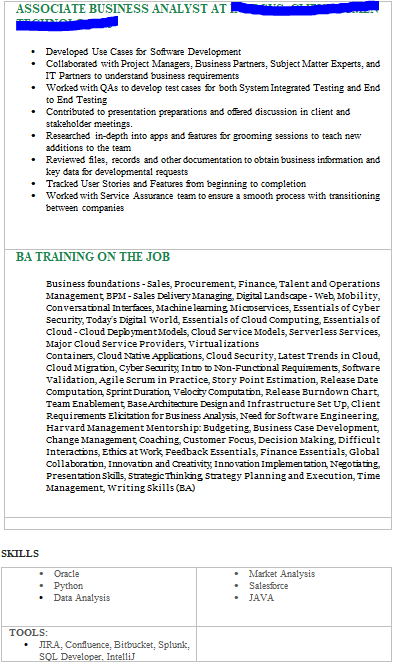 ASSOCIATE BUSINESS ANALYST AT
Developed Use Cases for Software Development
Collaborated with Project Managers, Business Partners, Subject Matter Experts, and
IT Partners to understand business requirements
Worked with QAs to develop test cases for both System Integrated Testing and End
to End Testing
Contributed to presentation preparations and offered discussion in client and
stakeholder meetings.
Researched in-depth into apps and features for grooming sessions to teach new
additions to the team
Reviewed files, records and other documentation to obtain business information and
key data for developmental requests
Tracked User Stories and Features from beginning to completion
Worked with Service Assurance team to ensure a smooth process with transitioning
between companies
BA TRAINING ON THE JOB
Business foundations - Sales, Procurement, Finance, Talent and Operations
Management, BPM - Sales Delivery Managing, Digital Landscape - Web, Mobility,
Conversational Interfaces, Machine learning, Microservices, Essentials of Cyber
Security, Today's Digital World, Essentials of Cloud Computing, Essentials of
Cloud - Cloud Deployment Models, Cloud Service Models, Serverless Services,
Major Cloud Service Providers, Virtualizations
Containers, Cloud Native Applications, Cloud Security, Latest Trends in Cloud,
Cloud Migration, Cyber Security, Intro to Non-Functional Requirements, Software
Validation, Agile Scrum in Practice, Story Point Estimation, Release Date
Computation, Sprint Duration, Velocity Computation, Release Burndown Chart,
Team Enablement, Base Architecture Design and Infrastructure Set Up, Client
Requirements Elicitation for Business Analysis, Need for Software Engineering,
Harvard Management Mentorship: Budgeting, Business Case Development,
Change Management, Coaching, Customer Focus, Decision Making, Difficult
Interactions, Ethics at Work, Feedback Essentials, Finance Essentials, Global
Collaboration, Innovation and Creativity, Innovation Implementation, Negotiating,
Presentation Skills, Strategic Thinking, Strategy Planning and Execution, Time
Management, Writing Skills (BA)
SKILLS
Oracle
Python
Data Analysis
Market Analysis
Salesforce
JAVA
TOOLS:
JIRA, Confluence, Bitbucket, Splunk,
SQL Developer, IntelliJ